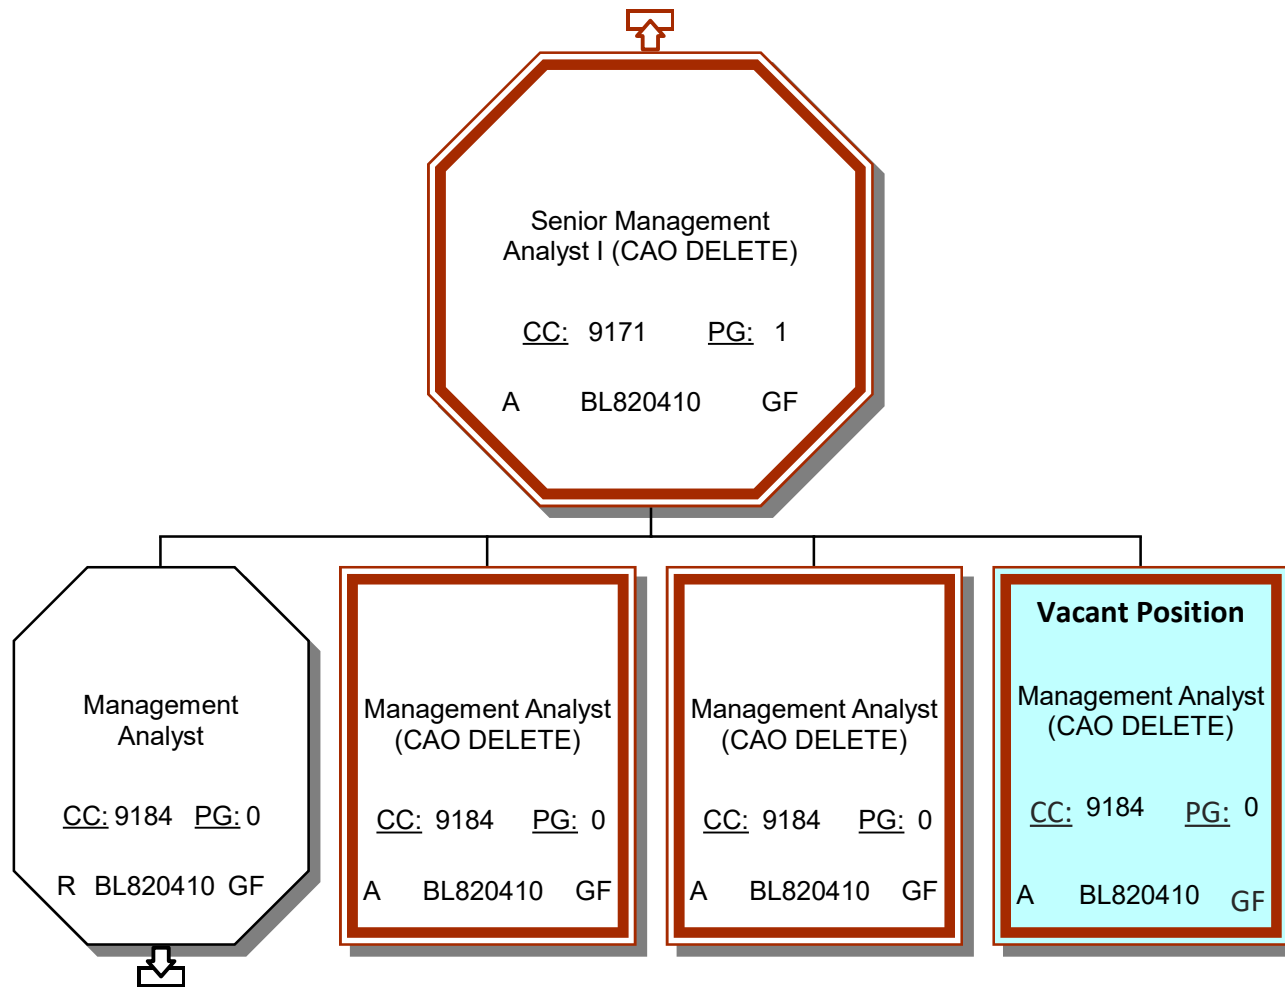 Senior Management
Analyst I (CAO DELETE)
CC: 9171 PG: 1
A BL820410 GF
Management
Analyst
CC: 9184 PG: 0
R BL820410 GF
Management Analyst
(CAO DELETE)
CC: 9184 PG: 0
A BL820410 GF
Management Analyst
(CAO DELETE)
CC: 9184 PG: 0
A BL820410 GF
Vacant Position
Management Analyst
(CAO DELETE)
CC: 9184 PG: 0
A BL820410 GF